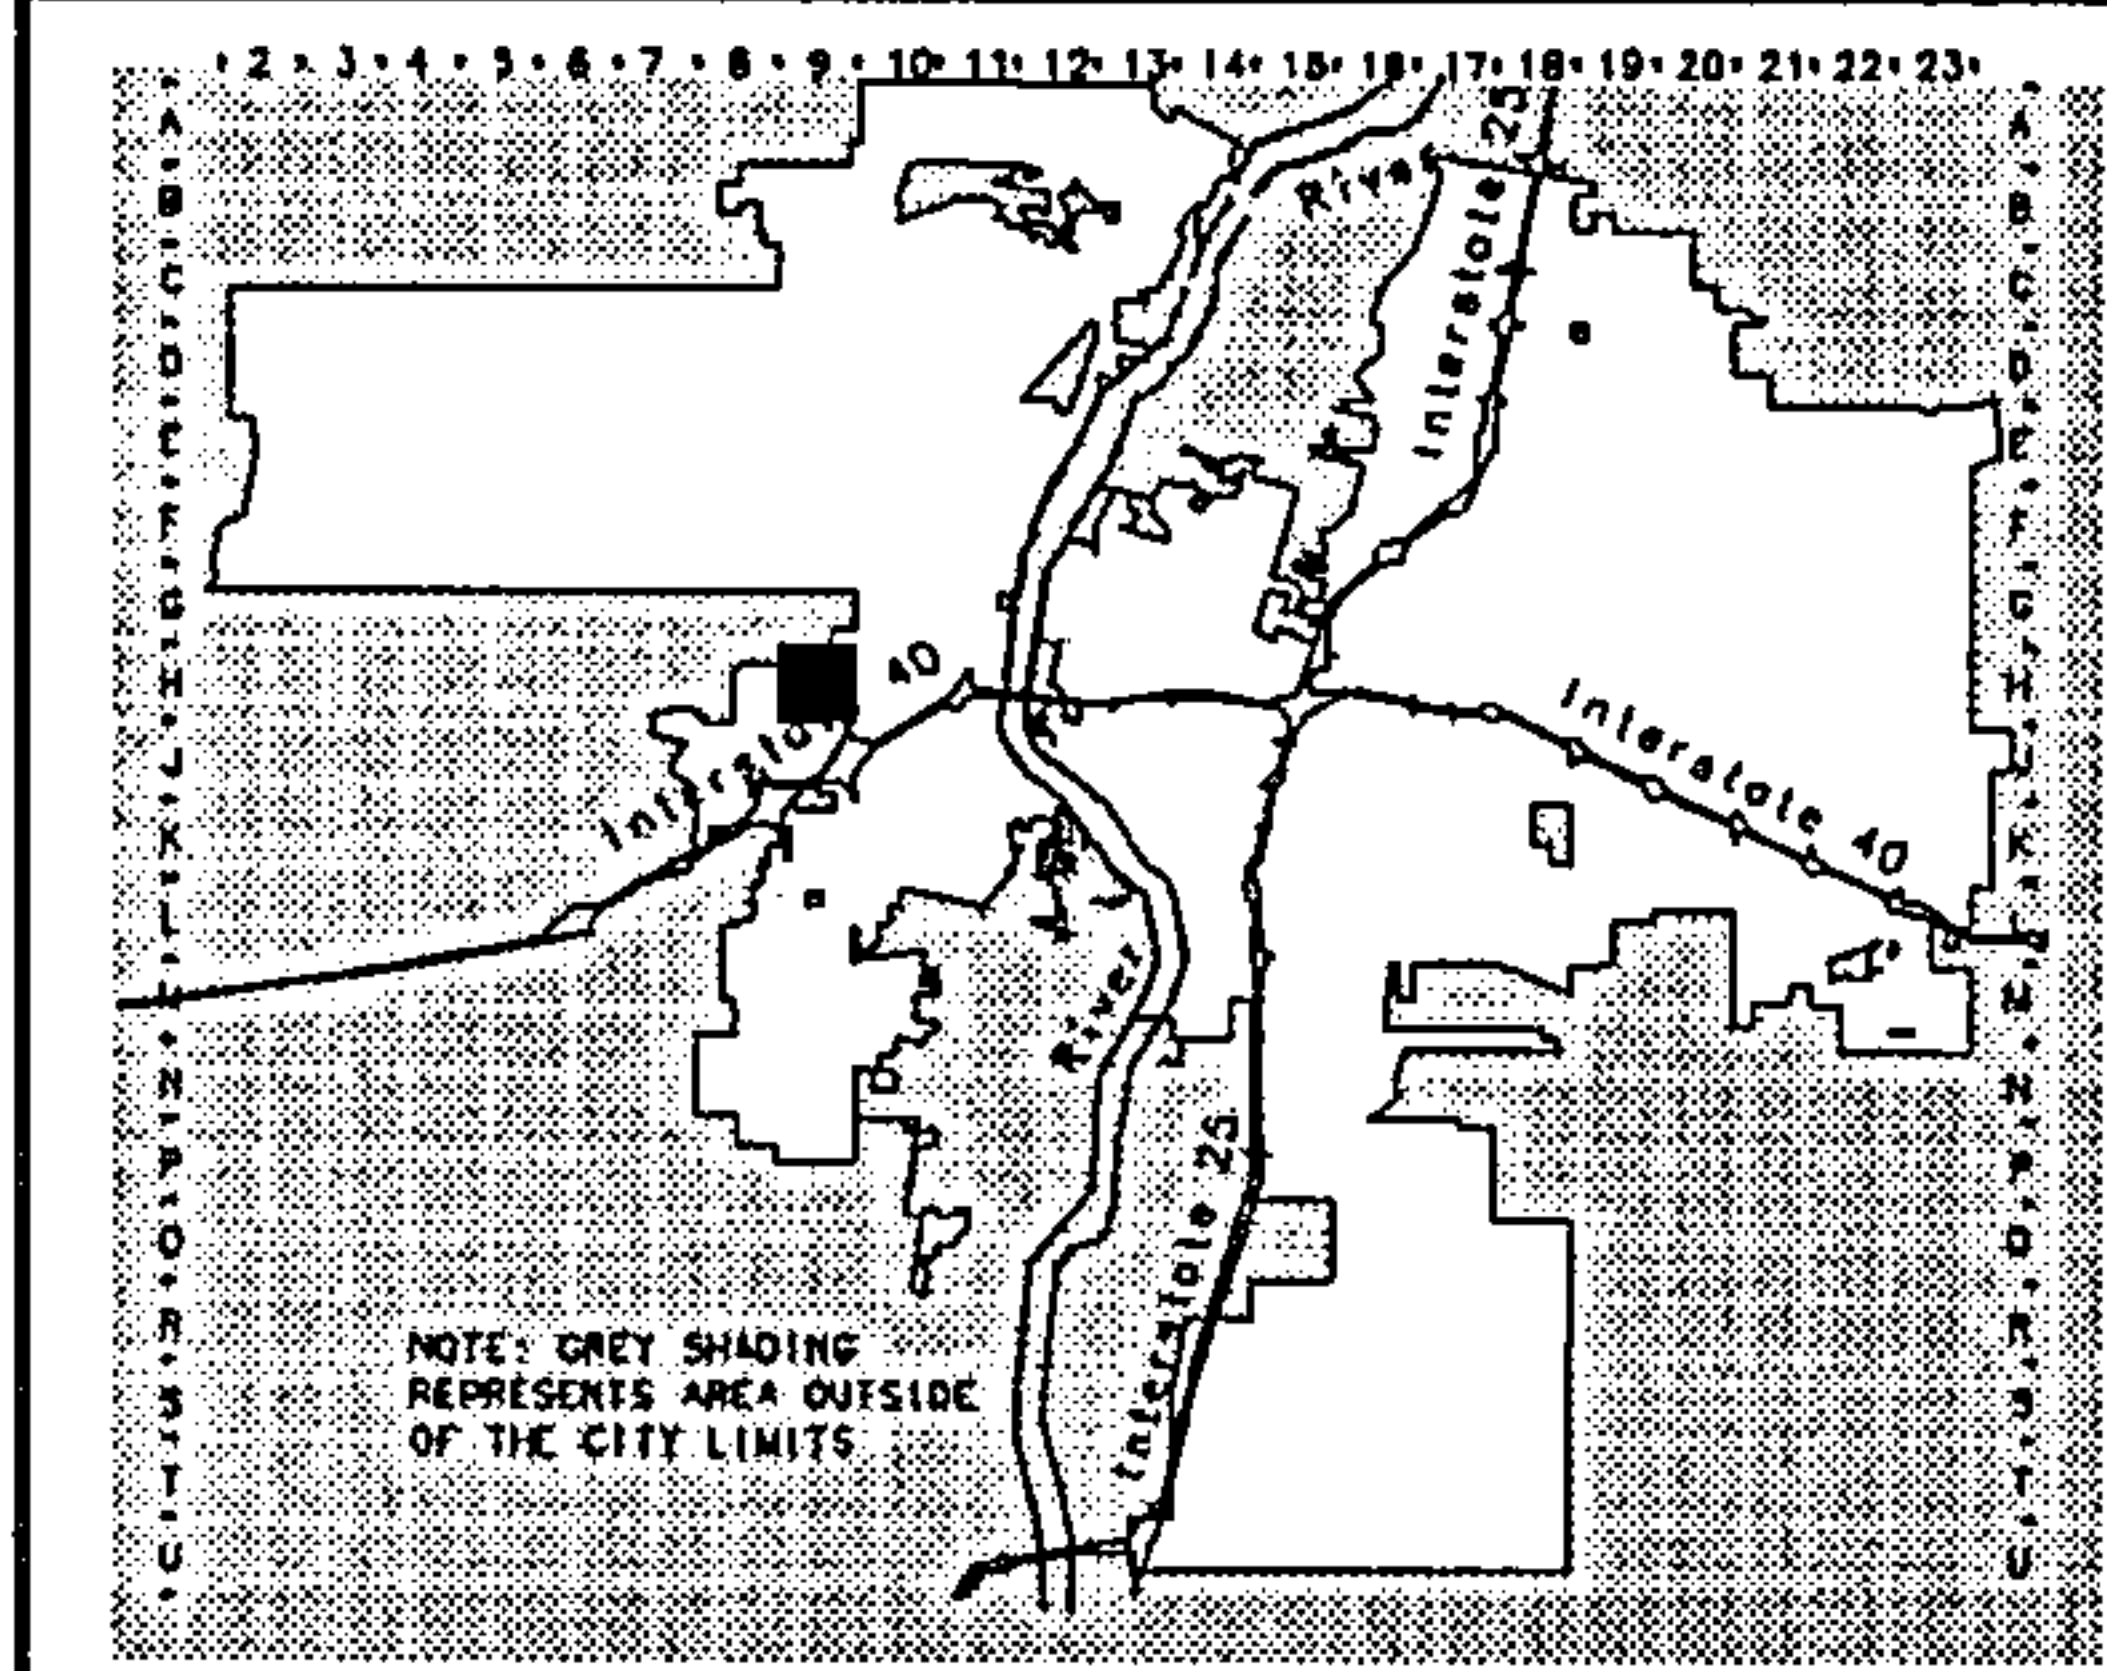 2 3 4 5 6 7 8 9 10 11 12 13 14 15 16 17 18 19 20 21 22 23
A A
B B
C C
D D
E E
F F
G G
H H
J J
K K
L L
M M
N N
P P
Q Q
R R
S S
T T
U U
River
Interstate 25
Interstate 40
Interstate 40
River
Interstate 25
NOTE: GREY SHADING
REPRESENTS AREA OUTSIDE
OF THE CITY LIMITS